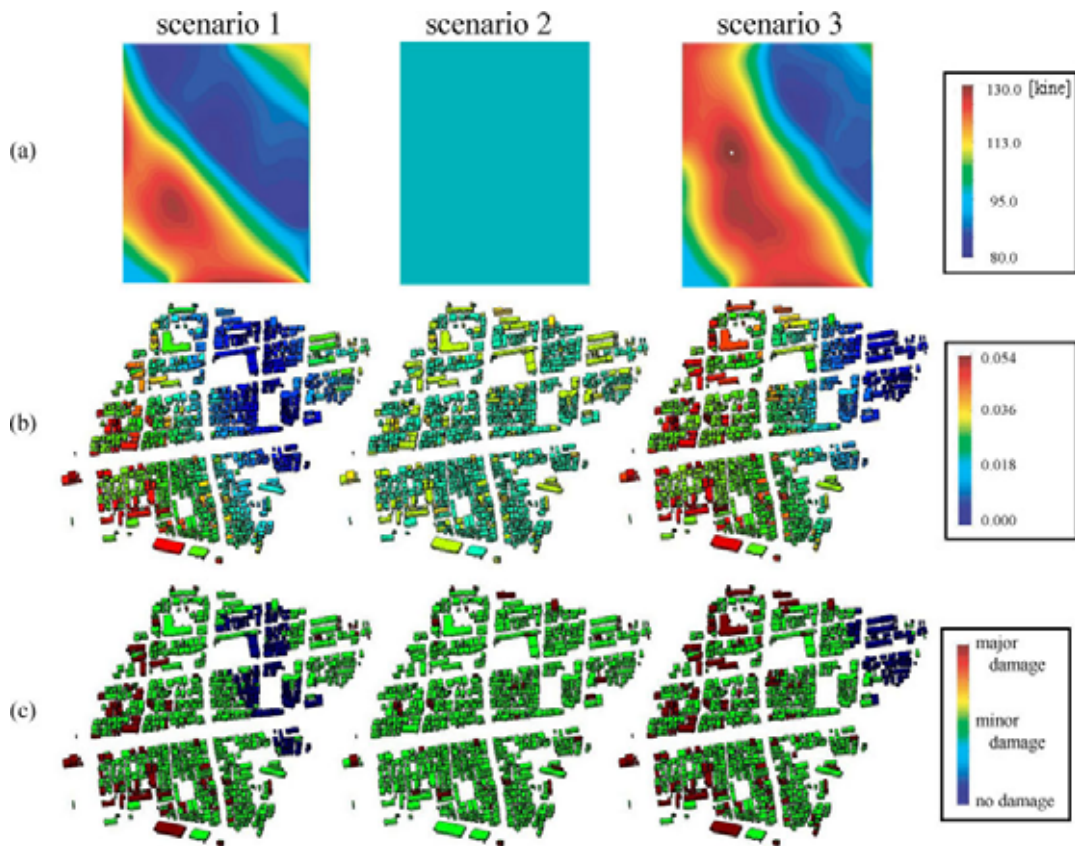 scenario 1
scenario 2
scenario 3
(a)
130.0 [kine]
113.0
95.0
80.0
(b)
0.054
0.036
0.018
0.000
(c)
major
damage
minor
damage
no damage